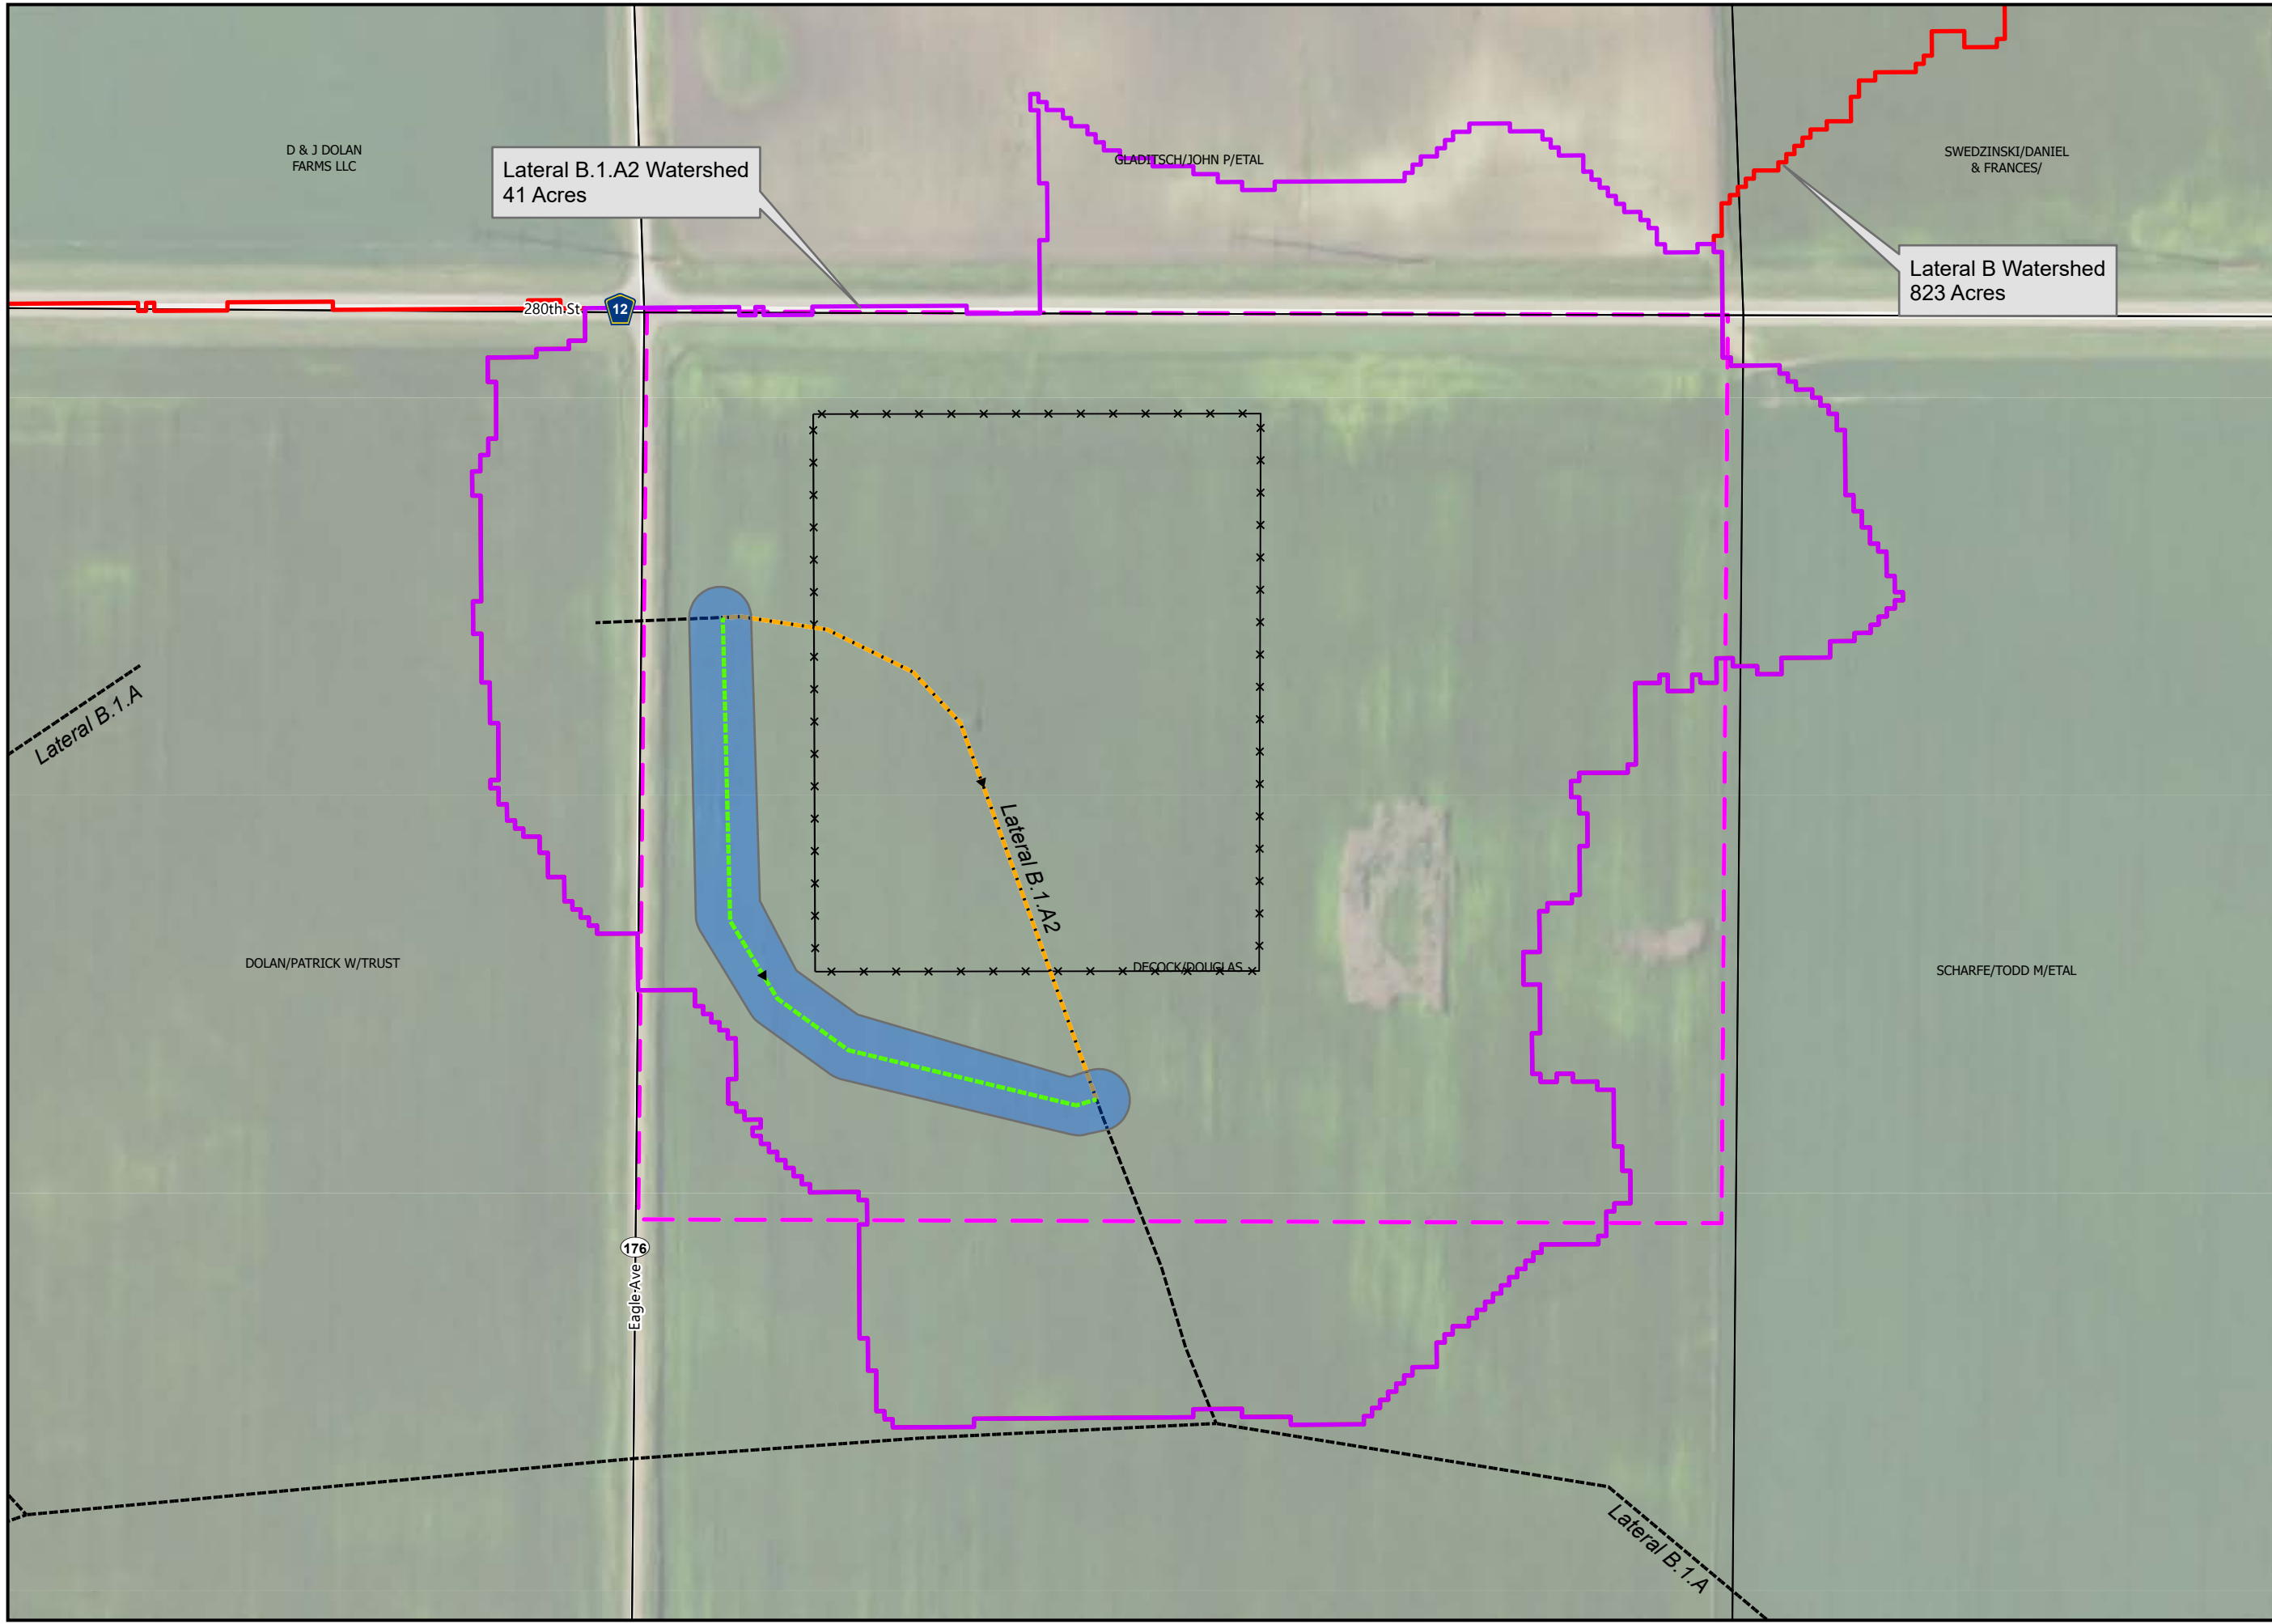 D & J DOLAN
FARMS LLC
Lateral B.1.A2 Watershed
41 Acres
GLADITSCH/JOHN P/ETAL
SWEDZINSKI/DANIEL
& FRANCES/
Lateral B Watershed
823 Acres
280th St
12
Lateral B.1.A
Lateral B.1.A2
DOLAN/PATRICK W/TRUST
DECOCK/DOUGLAS
SCHARFE/TODD M/ETAL
176
Eagle Ave
Lateral B.1.A